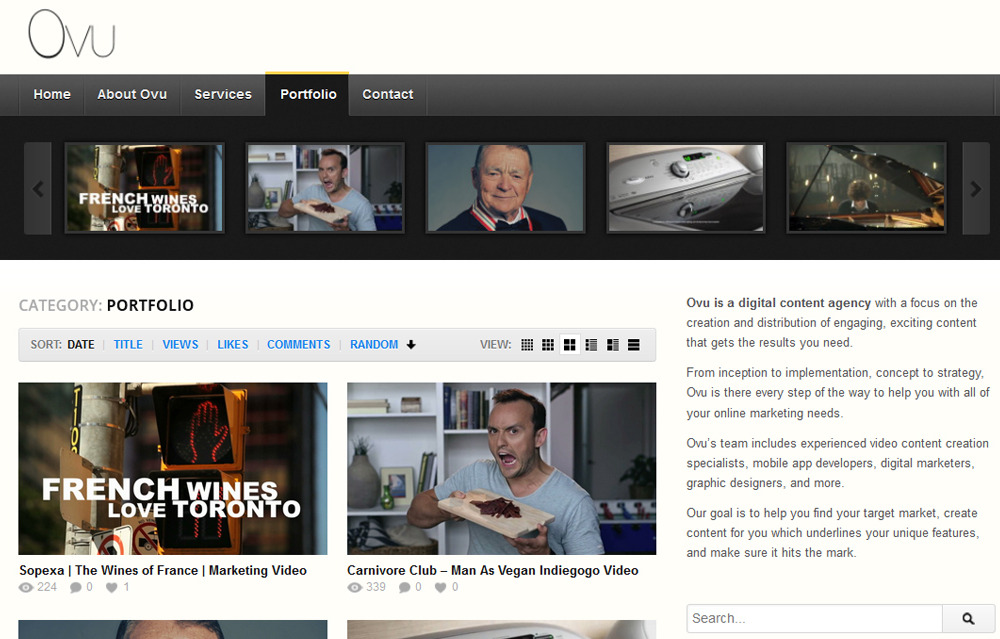 Ovu
Home About Ovu Services Portfolio Contact
FRENCH WINES
LOVE TORONTO
CATEGORY: PORTFOLIO
SORT: DATE | TITLE | VIEWS | LIKES | COMMENTS | RANDOM VIEW:
FRENCH WINES
LOVE TORONTO
Sopexa | The Wines of France | Marketing Video
224 0 1
Carnivore Club – Man As Vegan Indiegogo Video
339 0 0
Ovu is a digital content agency with a focus on the
creation and distribution of engaging, exciting content
that gets the results you need.
From inception to implementation, concept to strategy,
Ovu is there every step of the way to help you with all of
your online marketing needs.
Ovu's team includes experienced video content creation
specialists, mobile app developers, digital marketers,
graphic designers, and more.
Our goal is to help you find your target market, create
content for you which underlines your unique features,
and make sure it hits the mark.
Search...